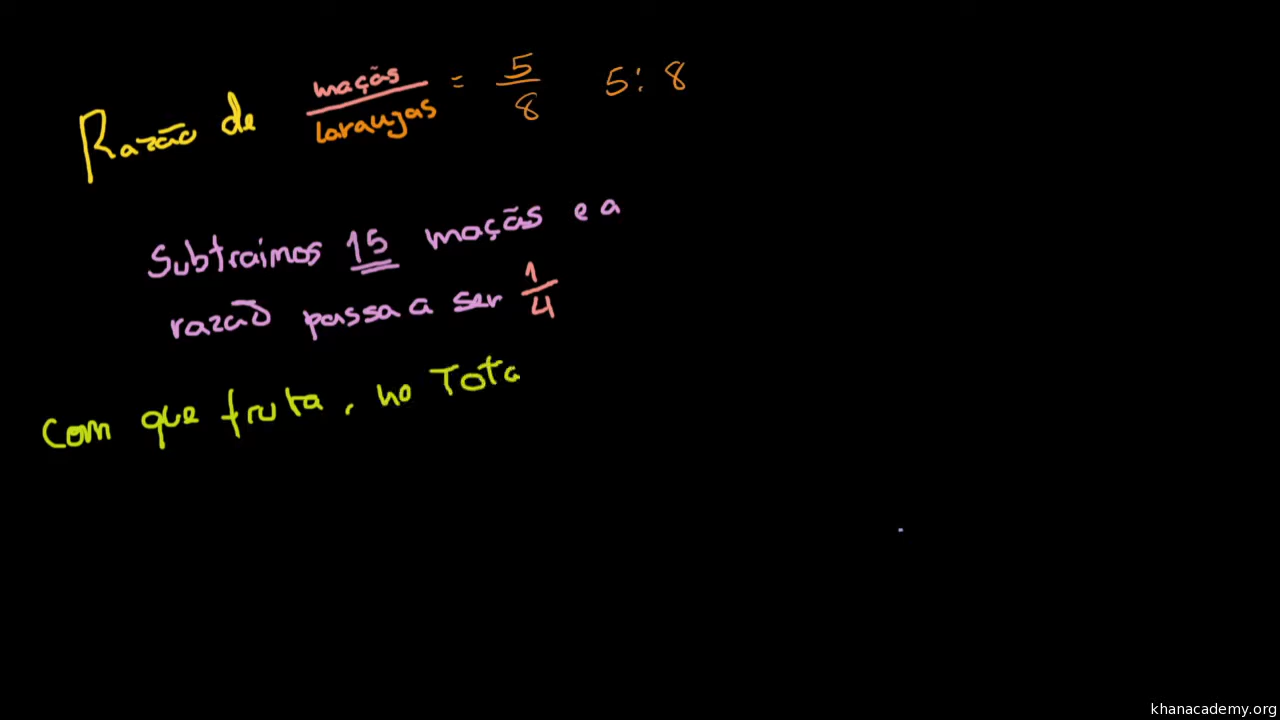 Razão de maçãs/laranjas = 5/8 5:8
Subtraimos 15 maçãs e a
razão passa a ser 1/4
Com que fruta, no Tota
khanacademy.org